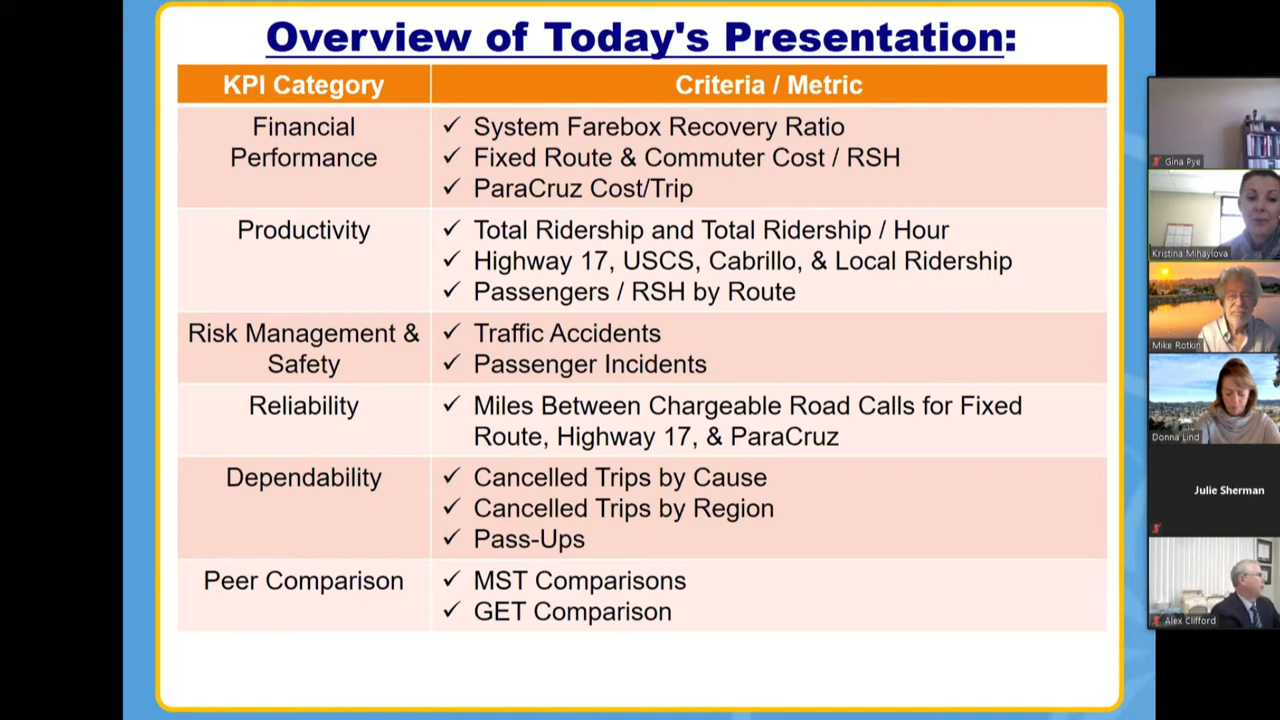 Overview of Today's Presentation:
KPI Category
Criteria / Metric
Financial
Performance
✓ System Farebox Recovery Ratio
✓ Fixed Route & Commuter Cost / RSH
✓ ParaCruz Cost/Trip
Productivity
✓ Total Ridership and Total Ridership / Hour
✓ Highway 17, USCS, Cabrillo, & Local Ridership
✓ Passengers / RSH by Route
Risk Management &
Safety
✓ Traffic Accidents
✓ Passenger Incidents
Reliability
✓ Miles Between Chargeable Road Calls for Fixed
Route, Highway 17, & ParaCruz
Dependability
✓ Cancelled Trips by Cause
✓ Cancelled Trips by Region
✓ Pass-Ups
Peer Comparison
✓ MST Comparisons
✓ GET Comparison
Gina Pye
Kristina Mihaylova
Mike Rotkin
Donna Lind
Julie Sherman
Alex Clifford